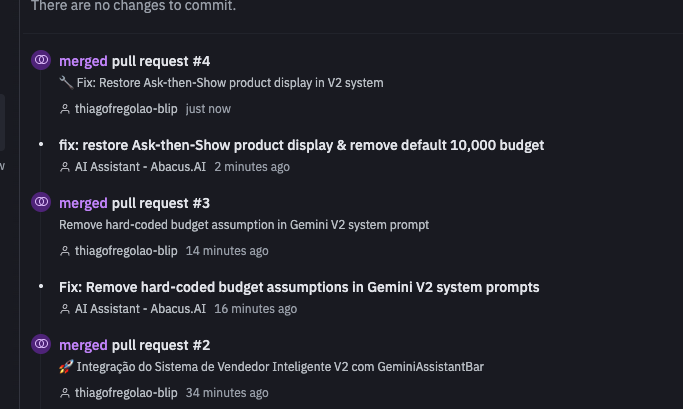 There are no changes to commit.
merged pull request #4
🔧 Fix: Restore Ask-then-Show product display in V2 system
thiagofregolao-blip just now
• fix: restore Ask-then-Show product display & remove default 10,000 budget
AI Assistant - Abacus.AI 2 minutes ago
merged pull request #3
Remove hard-coded budget assumption in Gemini V2 system prompt
thiagofregolao-blip 14 minutes ago
• Fix: Remove hard-coded budget assumptions in Gemini V2 system prompts
AI Assistant - Abacus.AI 16 minutes ago
merged pull request #2
🚀 Integração do Sistema de Vendedor Inteligente V2 com GeminiAssistantBar
thiagofregolao-blip 34 minutes ago